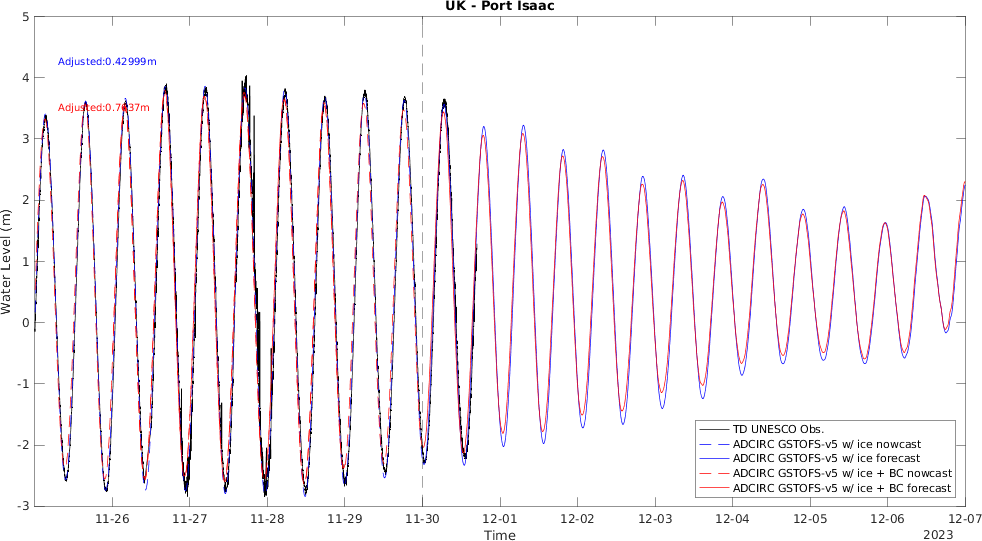 UK - Port Isaac
5
4
3
2
1
0
-1
-2
-3
Water Level (m)
Adjusted:0.42999m
TD UNESCO Obs.
ADCIRC GSTOFS-v5 w/ ice nowcast
ADCIRC GSTOFS-v5 w/ ice forecast
ADCIRC GSTOFS-v5 w/ ice + BC nowcast
ADCIRC GSTOFS-v5 w/ ice + BC forecast
11-26 11-27 11-28 11-29 11-30 12-01 12-02 12-03 12-04 12-05 12-06 12-07
Time
2023